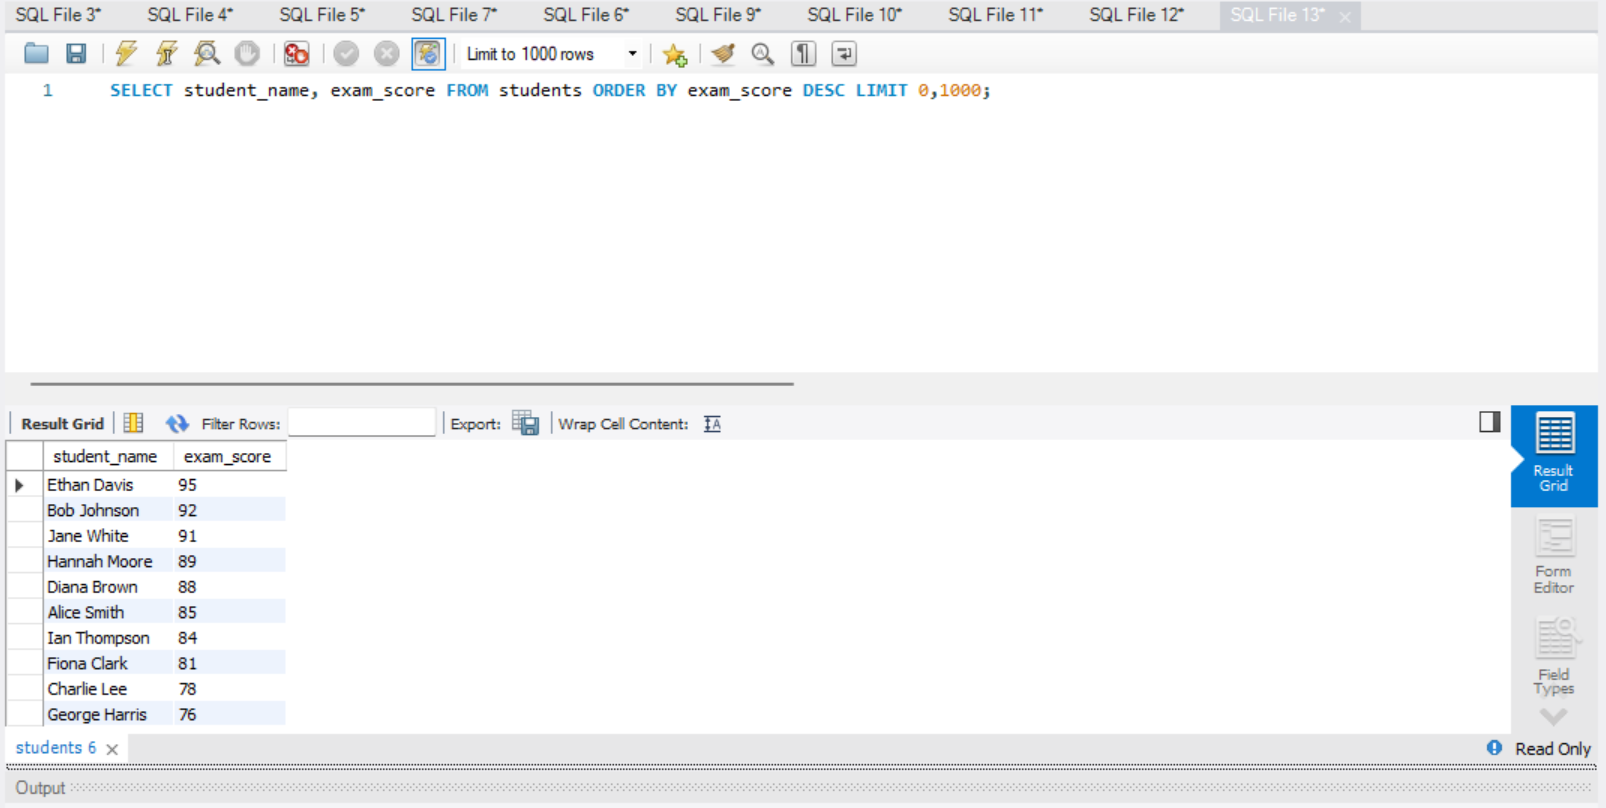 SQL File 3* SQL File 4* SQL File 5* SQL File 7* SQL File 6* SQL File 9* SQL File 10* SQL File 11* SQL File 12* SQL File 13*
Limit to 1000 rows
1 SELECT student_name, exam_score FROM students ORDER BY exam_score DESC LIMIT 0,1000;
Result Grid Filter Rows: Export: Wrap Cell Content:
student_name exam_score
Ethan Davis 95
Bob Johnson 92
Jane White 91
Hannah Moore 89
Diana Brown 88
Alice Smith 85
Ian Thompson 84
Fiona Clark 81
Charlie Lee 78
George Harris 76
Result
Grid
Form
Editor
Field
Types
students 6 Read Only
Output